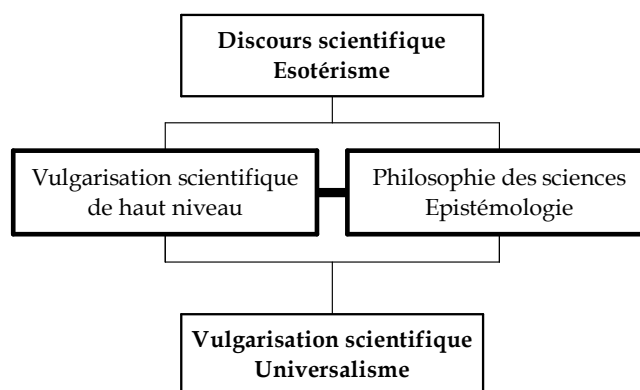 Discours scientifique
Esotérisme
Vulgarisation scientifique
de haut niveau
Philosophie des sciences
Epistémologie
Vulgarisation scientifique
Universalisme